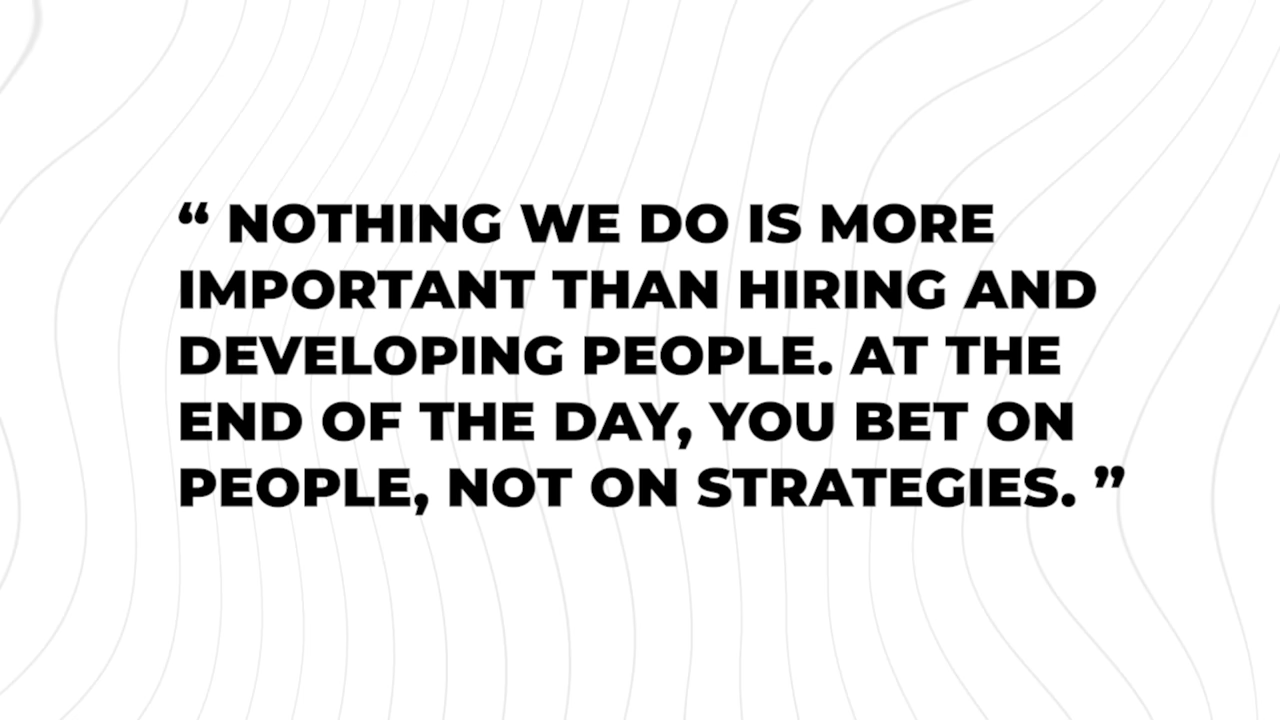 “ NOTHING WE DO IS MORE
IMPORTANT THAN HIRING AND
DEVELOPING PEOPLE. AT THE
END OF THE DAY, YOU BET ON
PEOPLE, NOT ON STRATEGIES. ”